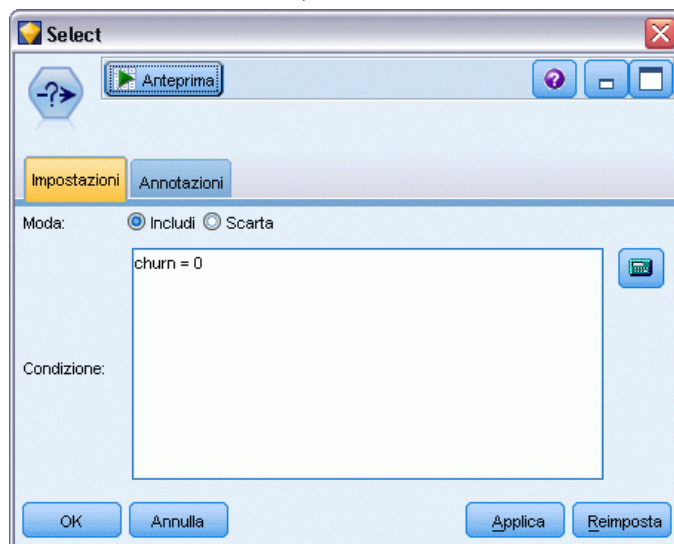 Select
Anteprima
Impostazioni Annotazioni
Moda: Includi Scarta
churn = 0
Condizione:
OK Annulla Applica Reimposta